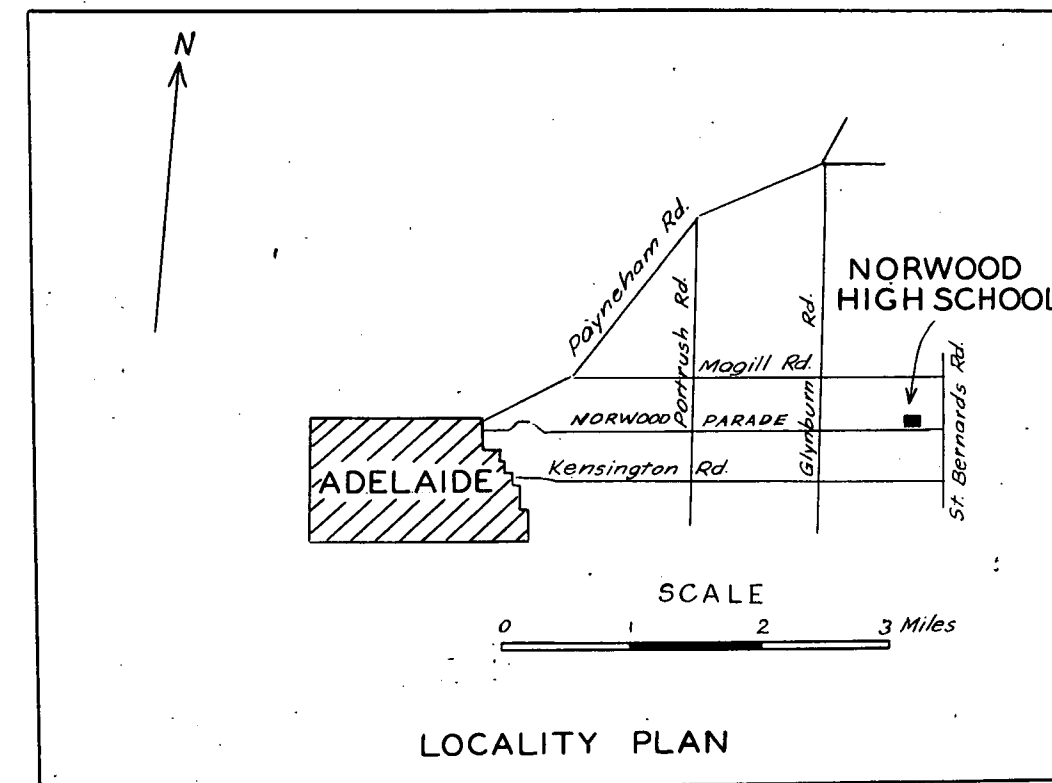 N
Payneham Rd.
Portrush Rd.
Glynburn Rd.
NORWOOD
HIGH SCHOOL
Magill Rd.
St. Bernards Rd.
NORWOOD PARADE
Kensington Rd.
ADELAIDE
SCALE
0 1 2 3 Miles
LOCALITY PLAN